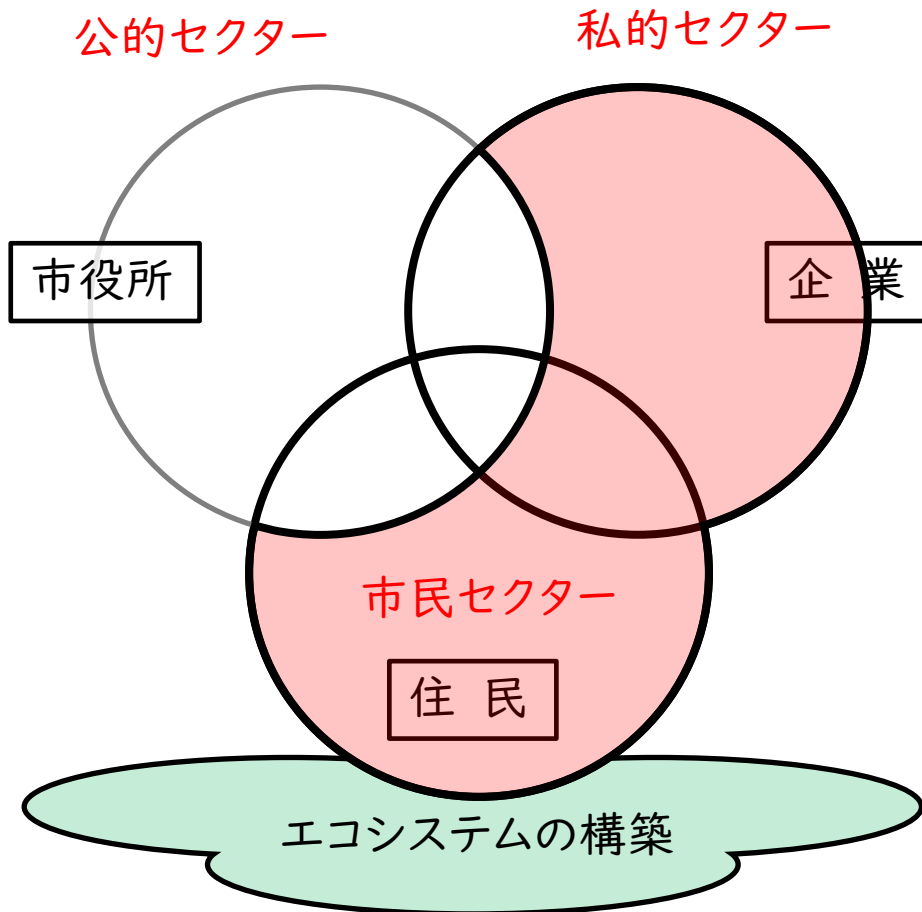 公的セクター
私的セクター
市役所
企 業
市民セクター
住 民
エコシステムの構築